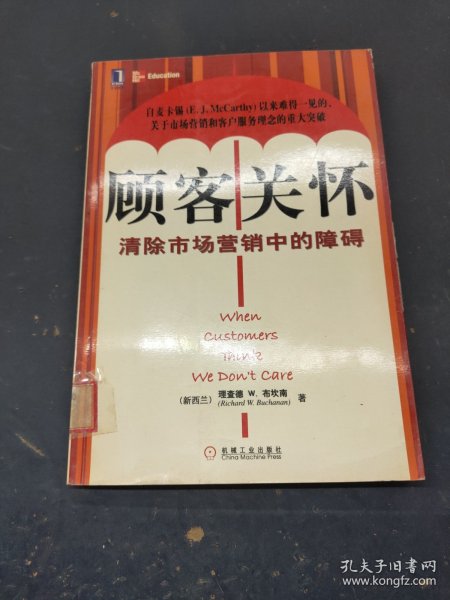 Education
自麦卡锡(E. J. McCarthy)以来难得一见的、
关于市场营销和客户服务理念的重大突破
顾客关怀
清除市场营销中的障碍
When
Customers
Think
We Don't Care
(新西兰) 理查德 W. 布坎南 著
(Richard W. Buchanan)
机械工业出版社
China Machine Press
孔夫子旧书网
www.kongfz.com